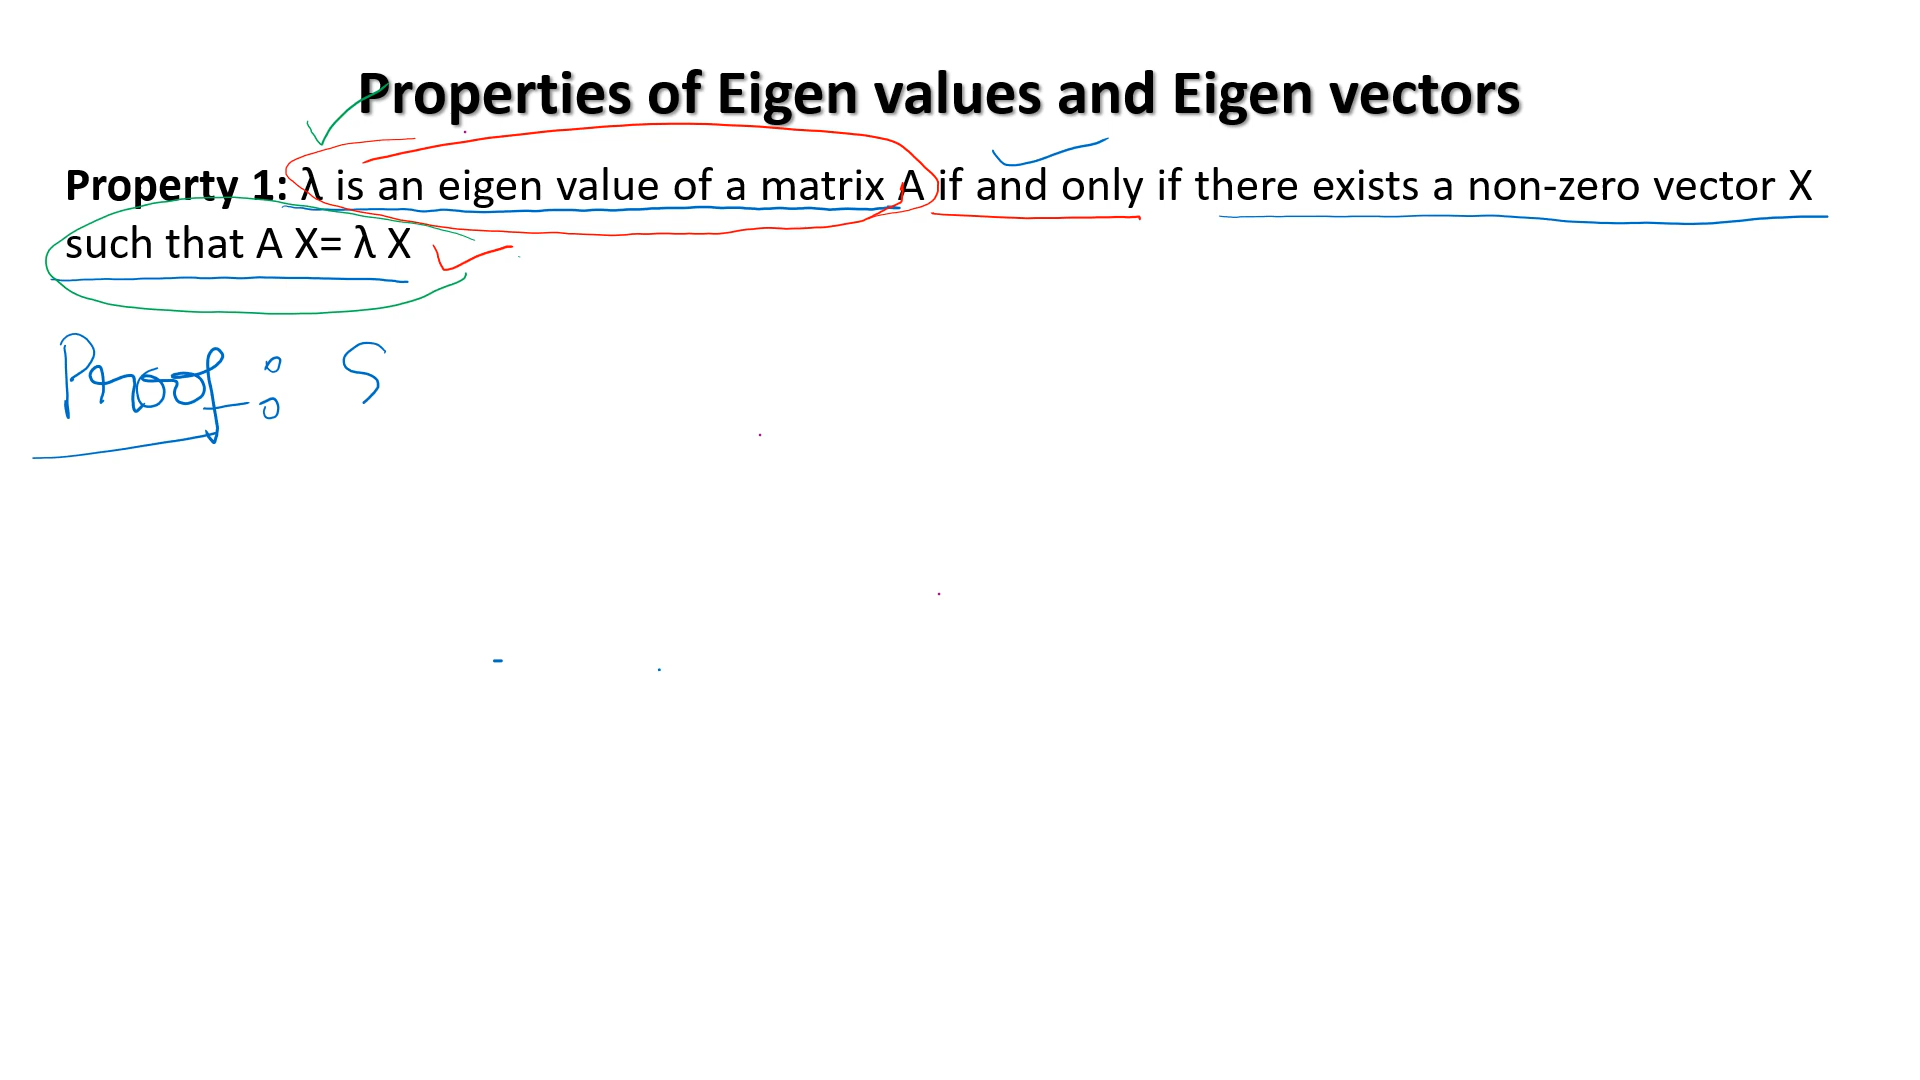 Properties of Eigen values and Eigen vectors
Property 1: λ is an eigen value of a matrix A if and only if there exists a non-zero vector X
such that A X= λ X
Proof : S